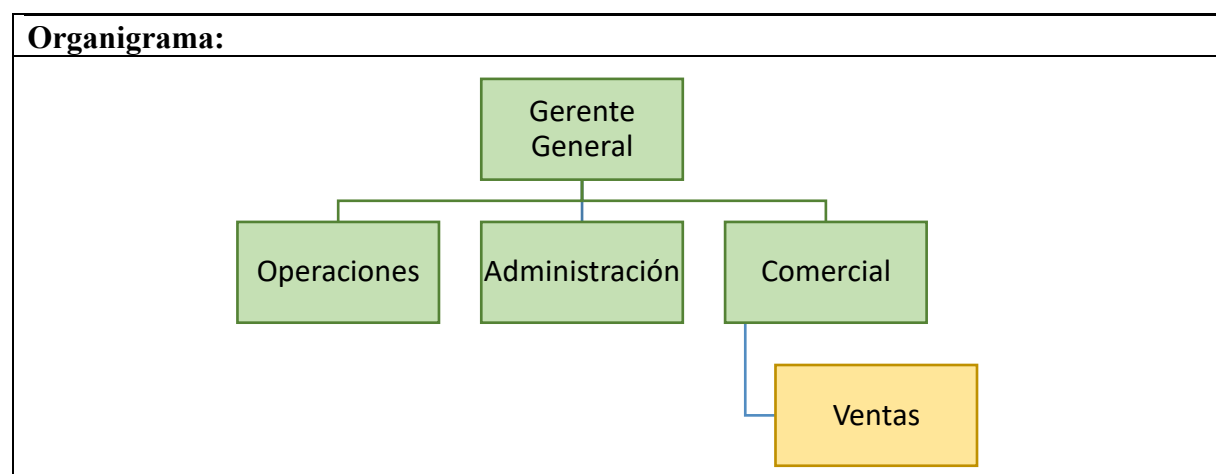 Organigrama:
Gerente
General
Operaciones
Administración
Comercial
Ventas